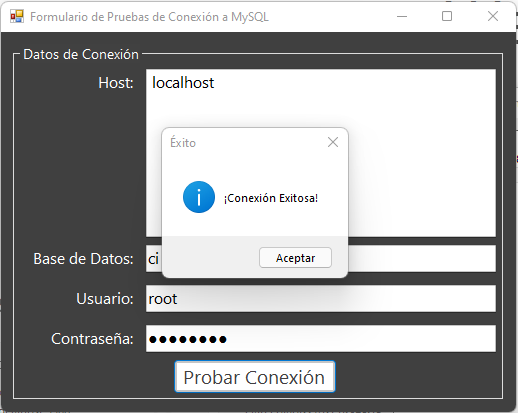 Formulario de Pruebas de Conexión a MySQL
Datos de Conexión
Host: localhost
Éxito
¡Conexión Exitosa!
Aceptar
Base de Datos:
Usuario: root
Contraseña: ●●●●●●●●
Probar Conexión